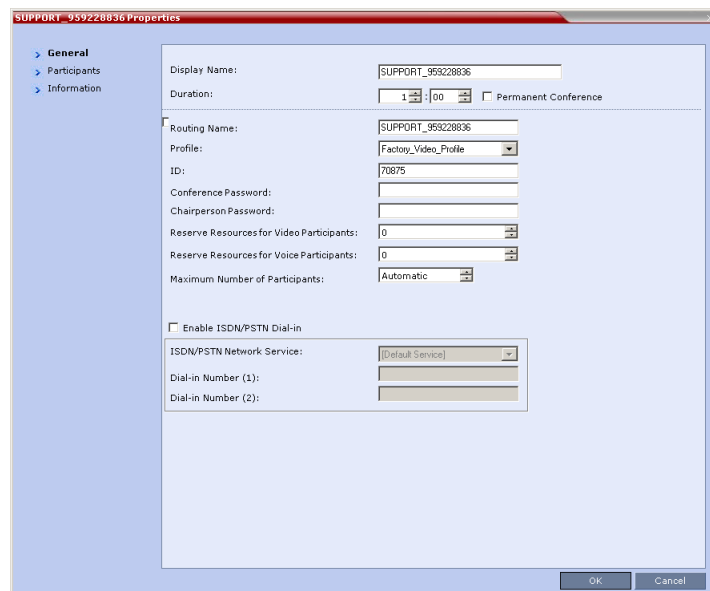 SUPPORT_959228836 Properties
General
Participants
Information
Display Name: SUPPORT_959228836
Duration: 1 : 00 Permanent Conference
Routing Name: SUPPORT_959228836
Profile: Factory_Video_Profile
ID: 70875
Conference Password:
Chairperson Password:
Reserve Resources for Video Participants: 0
Reserve Resources for Voice Participants: 0
Maximum Number of Participants: Automatic
Enable ISDN/PSTN Dial-in
ISDN/PSTN Network Service: [Default Service]
Dial-in Number (1):
Dial-in Number (2):
OK Cancel